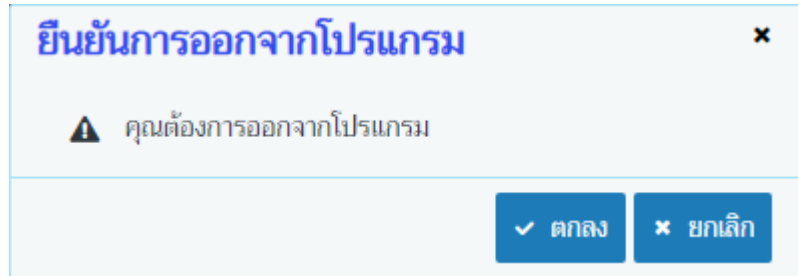 ยืนยันการออกจากโปรแกรม
คุณต้องการออกจากโปรแกรม
ตกลง ยกเลิก